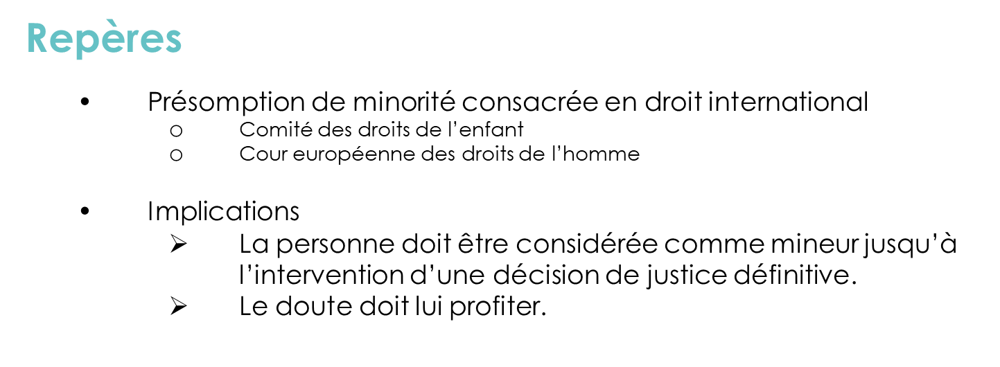 Repères
• Présomption de minorité consacrée en droit international
o Comité des droits de l’enfant
o Cour européenne des droits de l’homme
• Implications
➢ La personne doit être considérée comme mineur jusqu’à
l’intervention d’une décision de justice définitive.
➢ Le doute doit lui profiter.